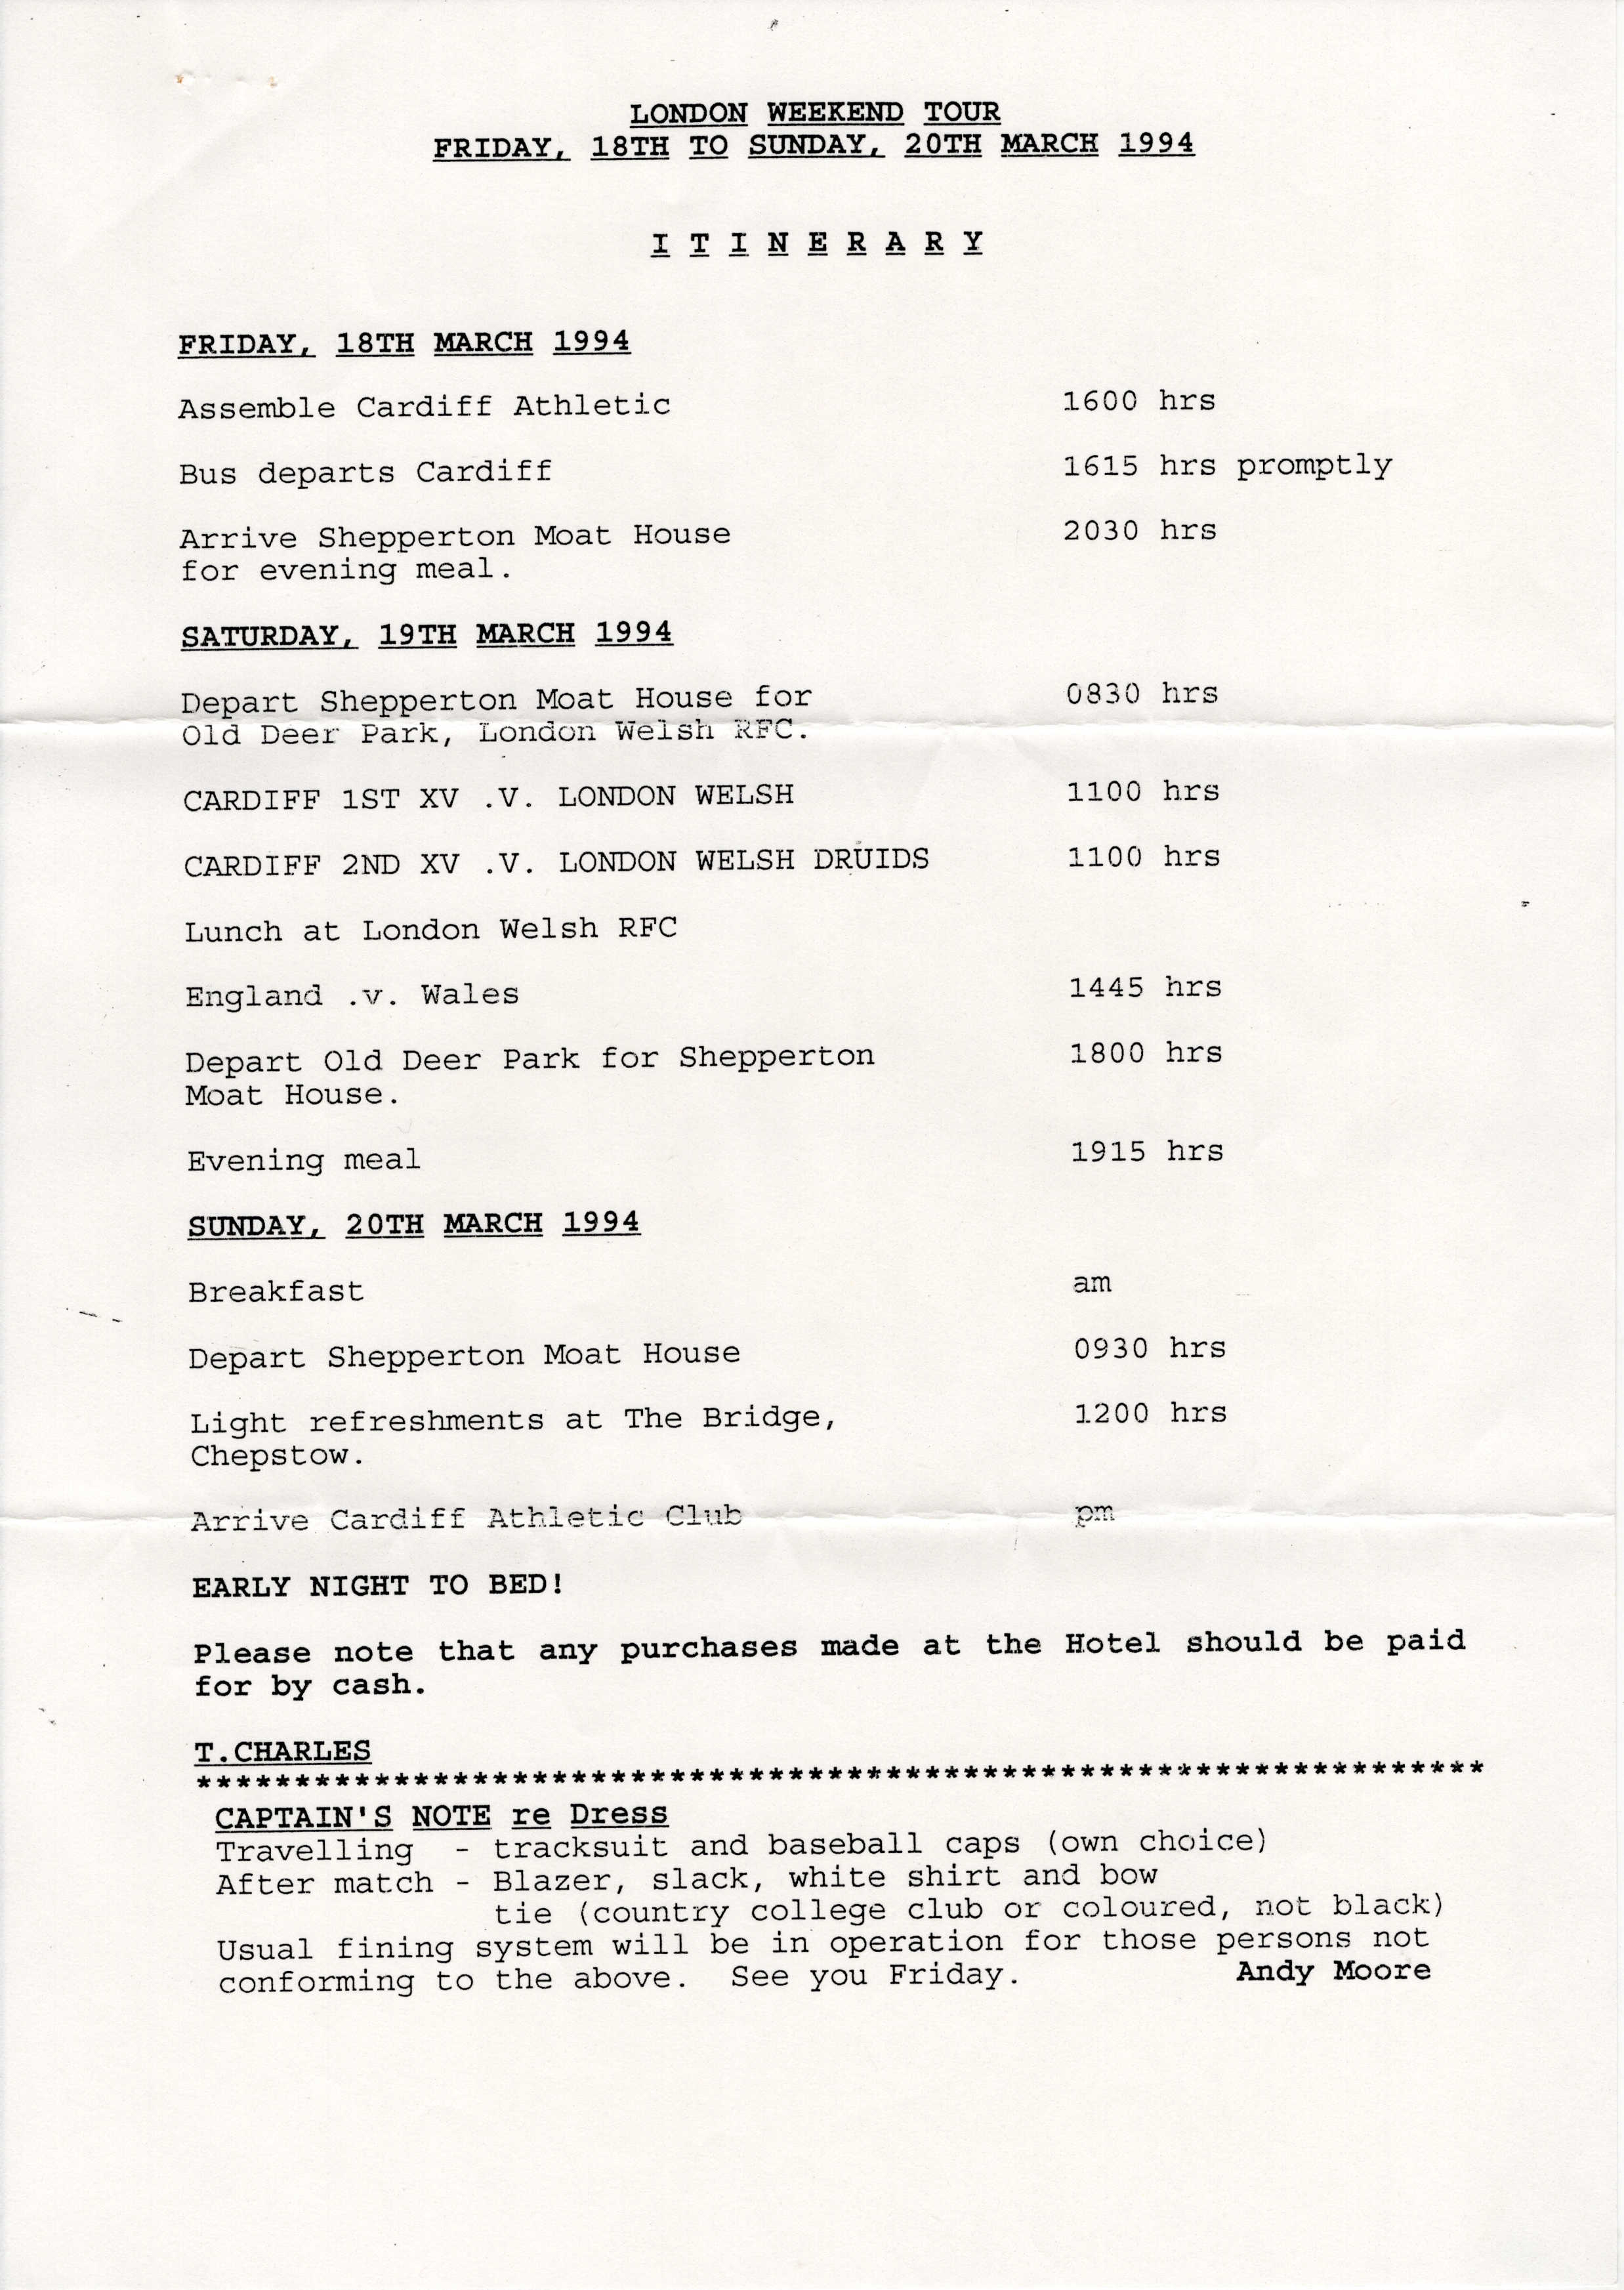 LONDON WEEKEND TOUR
FRIDAY, 18TH TO SUNDAY, 20TH MARCH 1994
I T I N E R A R Y
FRIDAY, 18TH MARCH 1994
Assemble Cardiff Athletic 1600 hrs
Bus departs Cardiff 1615 hrs promptly
Arrive Shepperton Moat House 2030 hrs
for evening meal.
SATURDAY, 19TH MARCH 1994
Depart Shepperton Moat House for 0830 hrs
Old Deer Park, London Welsh RFC.
CARDIFF 1ST XV .V. LONDON WELSH 1100 hrs
CARDIFF 2ND XV .V. LONDON WELSH DRUIDS 1100 hrs
Lunch at London Welsh RFC
England .v. Wales 1445 hrs
Depart Old Deer Park for Shepperton 1800 hrs
Moat House.
Evening meal 1915 hrs
SUNDAY, 20TH MARCH 1994
Breakfast am
Depart Shepperton Moat House 0930 hrs
Light refreshments at The Bridge, 1200 hrs
Chepstow.
Arrive Cardiff Athletic Club pm
EARLY NIGHT TO BED!
Please note that any purchases made at the Hotel should be paid
for by cash.
T.CHARLES
*****************************************************************
CAPTAIN'S NOTE re Dress
Travelling - tracksuit and baseball caps (own choice)
After match - Blazer, slack, white shirt and bow
tie (country college club or coloured, not black)
Usual fining system will be in operation for those persons not
conforming to the above. See you Friday. Andy Moore